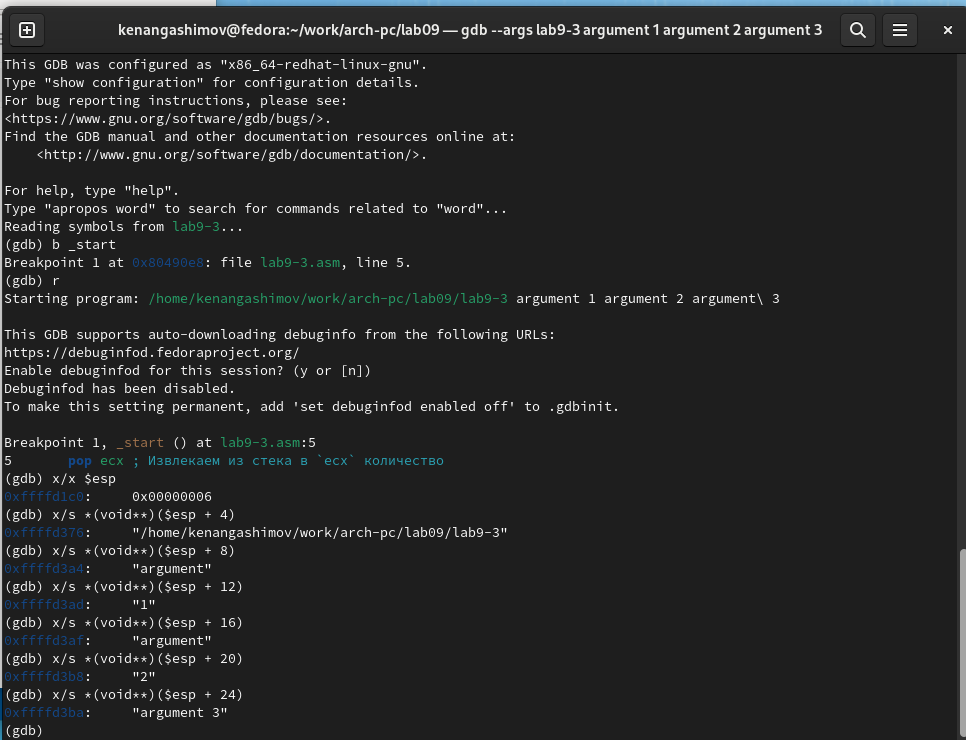 kenangashimov@fedora:~/work/arch-pc/lab09 — gdb --args lab9-3 argument 1 argument 2 argument 3
This GDB was configured as "x86_64-redhat-linux-gnu".
Type "show configuration" for configuration details.
For bug reporting instructions, please see:
<https://www.gnu.org/software/gdb/bugs/>.
Find the GDB manual and other documentation resources online at:
    <http://www.gnu.org/software/gdb/documentation/>.

For help, type "help".
Type "apropos word" to search for commands related to "word"...
Reading symbols from lab9-3...
(gdb) b _start
Breakpoint 1 at 0x80490e8: file lab9-3.asm, line 5.
(gdb) r
Starting program: /home/kenangashimov/work/arch-pc/lab09/lab9-3 argument 1 argument 2 argument\ 3

This GDB supports auto-downloading debuginfo from the following URLs:
https://debuginfod.fedoraproject.org/
Enable debuginfod for this session? (y or [n])
Debuginfod has been disabled.
To make this setting permanent, add 'set debuginfod enabled off' to .gdbinit.

Breakpoint 1, _start () at lab9-3.asm:5
5       pop ecx ; Извлекаем из стека в `ecx` количество
(gdb) x/x $esp
0xffffd1c0:     0x00000006
(gdb) x/s *(void**)($esp + 4)
0xffffd376:     "/home/kenangashimov/work/arch-pc/lab09/lab9-3"
(gdb) x/s *(void**)($esp + 8)
0xffffd3a4:     "argument"
(gdb) x/s *(void**)($esp + 12)
0xffffd3ad:     "1"
(gdb) x/s *(void**)($esp + 16)
0xffffd3af:     "argument"
(gdb) x/s *(void**)($esp + 20)
0xffffd3b8:     "2"
(gdb) x/s *(void**)($esp + 24)
0xffffd3ba:     "argument 3"
(gdb)